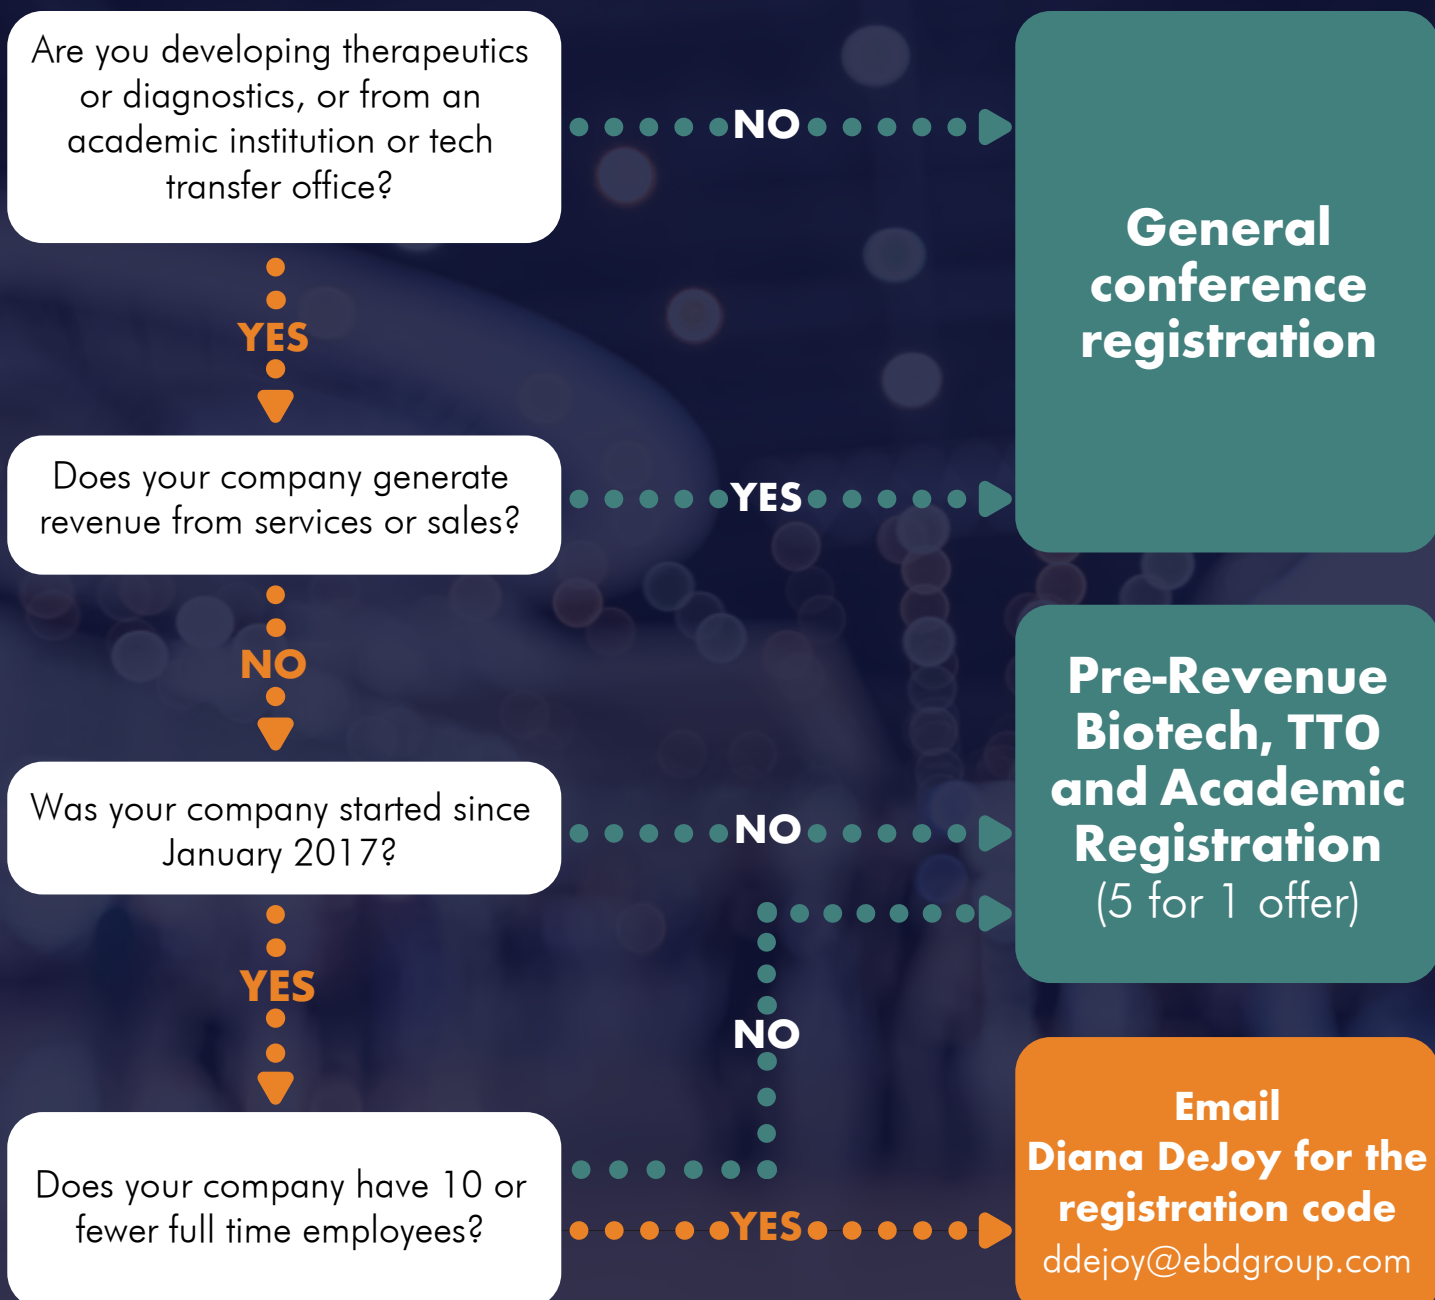 Are you developing therapeutics
or diagnostics, or from an
academic institution or tech
transfer office?
NO
General
conference
registration
YES
Does your company generate
revenue from services or sales?
YES
NO
Was your company started since
January 2017?
NO
Pre-Revenue
Biotech, TTO
and Academic
Registration
(5 for 1 offer)
YES
NO
Does your company have 10 or
fewer full time employees?
YES
Email
Diana DeJoy for the
registration code
ddejoy@ebdgroup.com